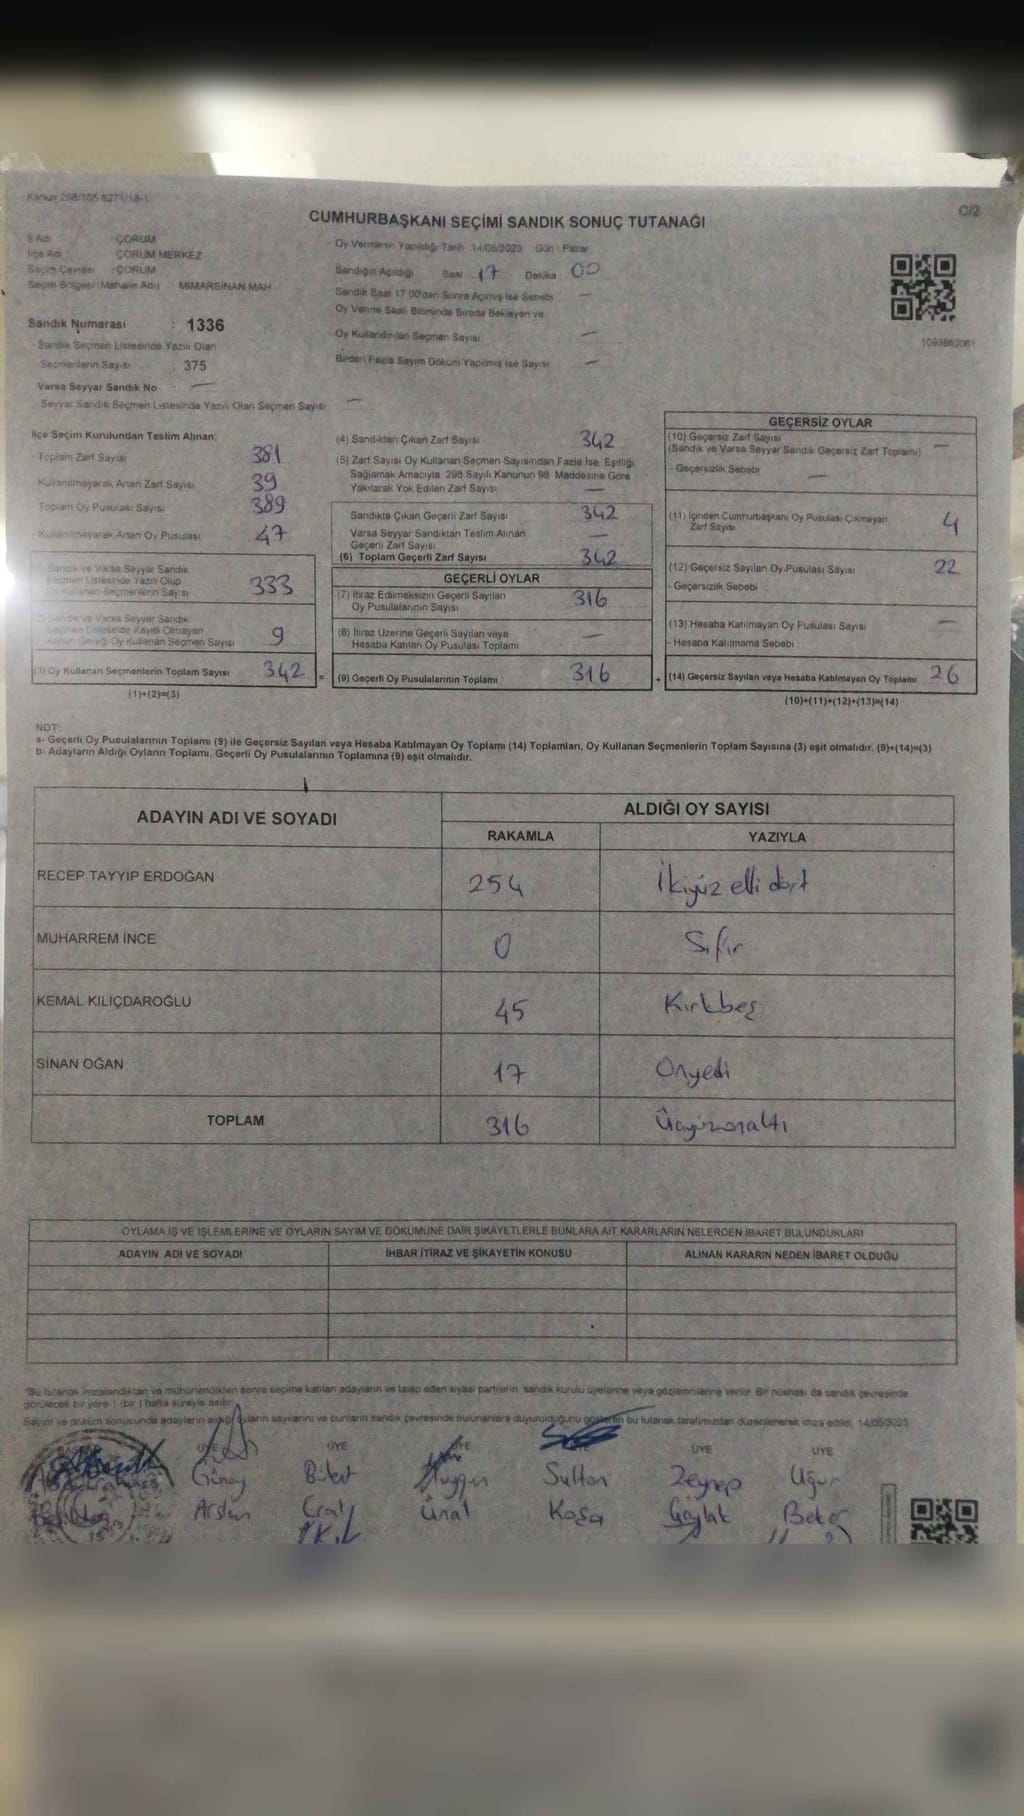 Kanun 298/105 6271/18-1
C/2
CUMHURBAŞKANI SEÇİMİ SANDIK SONUÇ TUTANAĞI
İl Adı : ÇORUM
İlçe Adı : ÇORUM MERKEZ
Seçim Çevresi : ÇORUM
Seçim Bölgesi (Mahalle Adı) MIMARSİNAN MAH
Sandık Numarası : 1336
Sandık Seçmen Listesinde Yazılı Olan
Seçmenlerin Sayısı : 375
Varsa Seyyar Sandık No : —
Seyyar Sandık Seçmen Listesinde Yazılı Olan Seçmen Sayısı —
Oy Vermenin Yapıldığı Tarih 14/05/2023 Gün : Pazar
Sandığın Açıldığı Saat 17 Dakika 00
Sandık Saat 17:00'den Sonra Açılmış İse Sebebi —
Oy Verme Saati Bitiminde Sırada Bekleyen ve
Oy Kullandırılan Seçmen Sayısı —
Birden Fazla Sayım Döküm Yapılmış ise Sayısı —
1093862061
İlçe Seçim Kurulundan Teslim Alınan;
Toplam Zarf Sayısı 381
Kullanılmayarak Artan Zarf Sayısı 39
Toplam Oy Pusulası Sayısı 389
Kullanılmayarak Artan Oy Pusulası 47
(1) Sandık ve Varsa Seyyar Sandık
Seçmen Listesinde Yazılı Olup
Oy Kullanan Seçmenlerin Sayısı 333
(2) Sandık ve Varsa Seyyar Sandık
Seçmen Listesinde Kayıtlı Olmayan
Kanun Gereği Oy Kullanan Seçmen Sayısı 9
(3) Oy Kullanan Seçmenlerin Toplam Sayısı 342 =
(1)+(2)=(3)
(4) Sandıktan Çıkan Zarf Sayısı 342
(5) Zarf Sayısı Oy Kullanan Seçmen Sayısından Fazla İse, Eşitliği
Sağlamak Amacıyla, 298 Sayılı Kanunun 98. Maddesine Göre
Yakılarak Yok Edilen Zarf Sayısı —
Sandıkta Çıkan Geçerli Zarf Sayısı 342
Varsa Seyyar Sandıktan Teslim Alınan
Geçerli Zarf Sayısı
(6) Toplam Geçerli Zarf Sayısı 342
GEÇERLİ OYLAR
(7) İtiraz Edilmeksizin Geçerli Sayılan
Oy Pusulalarının Sayısı 316
(8) İtiraz Üzerine Geçerli Sayılan veya
Hesaba Katılan Oy Pusulası Toplamı —
(9) Geçerli Oy Pusulalarının Toplamı 316 +
GEÇERSİZ OYLAR
(10) Geçersiz Zarf Sayısı —
(Sandık ve Varsa Seyyar Sandık Geçersiz Zarf Toplamı)
- Geçersizlik Sebebi —
(11) İçinden Cumhurbaşkanı Oy Pusulası Çıkmayan
Zarf Sayısı 4
(12) Geçersiz Sayılan Oy Pusulası Sayısı 22
- Geçersizlik Sebebi
(13) Hesaba Katılmayan Oy Pusulası Sayısı —
- Hesaba Katılmama Sebebi
(14) Geçersiz Sayılan veya Hesaba Katılmayan Oy Toplamı 26
(10)+(11)+(12)+(13)=(14)
NOT:
a- Geçerli Oy Pusulalarının Toplamı (9) ile Geçersiz Sayılan veya Hesaba Katılmayan Oy Toplamı (14) Toplamları, Oy Kullanan Seçmenlerin Toplam Sayısına (3) eşit olmalıdır. (9)+(14)=(3)
b- Adayların Aldığı Oyların Toplamı, Geçerli Oy Pusulalarının Toplamına (9) eşit olmalıdır.
ADAYIN ADI VE SOYADI
ALDIĞI OY SAYISI
RAKAMLA YAZIYLA
RECEP TAYYİP ERDOĞAN 254 İkiyüz elli dört
MUHARREM İNCE 0 Sıfır
KEMAL KILIÇDAROĞLU 45 Kırkbeş
SİNAN OĞAN 17 Onyedi
TOPLAM 316 Üçyüzonaltı
OYLAMA İŞ VE İŞLEMLERİNE VE OYLARIN SAYIM VE DÖKÜMÜNE DAİR ŞİKAYETLERLE BUNLARA AİT KARARLARIN NELERDEN İBARET BULUNDUKLARI
ADAYIN ADI VE SOYADI İHBAR İTİRAZ VE ŞİKAYETİN KONUSU ALINAN KARARIN NEDEN İBARET OLDUĞU
"Bu tutanak imzalandıktan ve mühürlendikten sonra seçime katılan adayların ve talep eden siyasi partilerin, sandık kurulu üyelerine veya gözlemcilerine verilir. Bir nüshası da sandık çevresinde
görülecek bir yere 1 (bir) hafta süreyle asılır.
Sayım ve döküm sonucunda adayların aldığı oyların sayılarını ve bunların sandık çevresinde bulunanlara duyurulduğunu gösteren bu tutanak tarafımızdan düzenlenerek imza edildi. 14/05/2023
ÜYE ÜYE ÜYE ÜYE ÜYE
Günay Bülent Sultan Zeynep Uğur
Arslan Ünal Kaşa